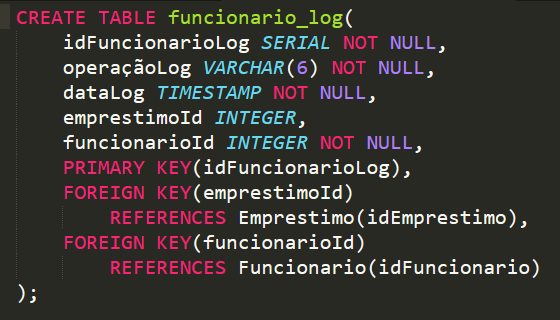 CREATE TABLE funcionario_log(
idFuncionarioLog SERIAL NOT NULL,
operaçãoLog VARCHAR(6) NOT NULL,
dataLog TIMESTAMP NOT NULL,
emprestimoId INTEGER,
funcionarioId INTEGER NOT NULL,
PRIMARY KEY(idFuncionarioLog),
FOREIGN KEY(emprestimoId)
REFERENCES Emprestimo(idEmprestimo),
FOREIGN KEY(funcionarioId)
REFERENCES Funcionario(idFuncionario)
);